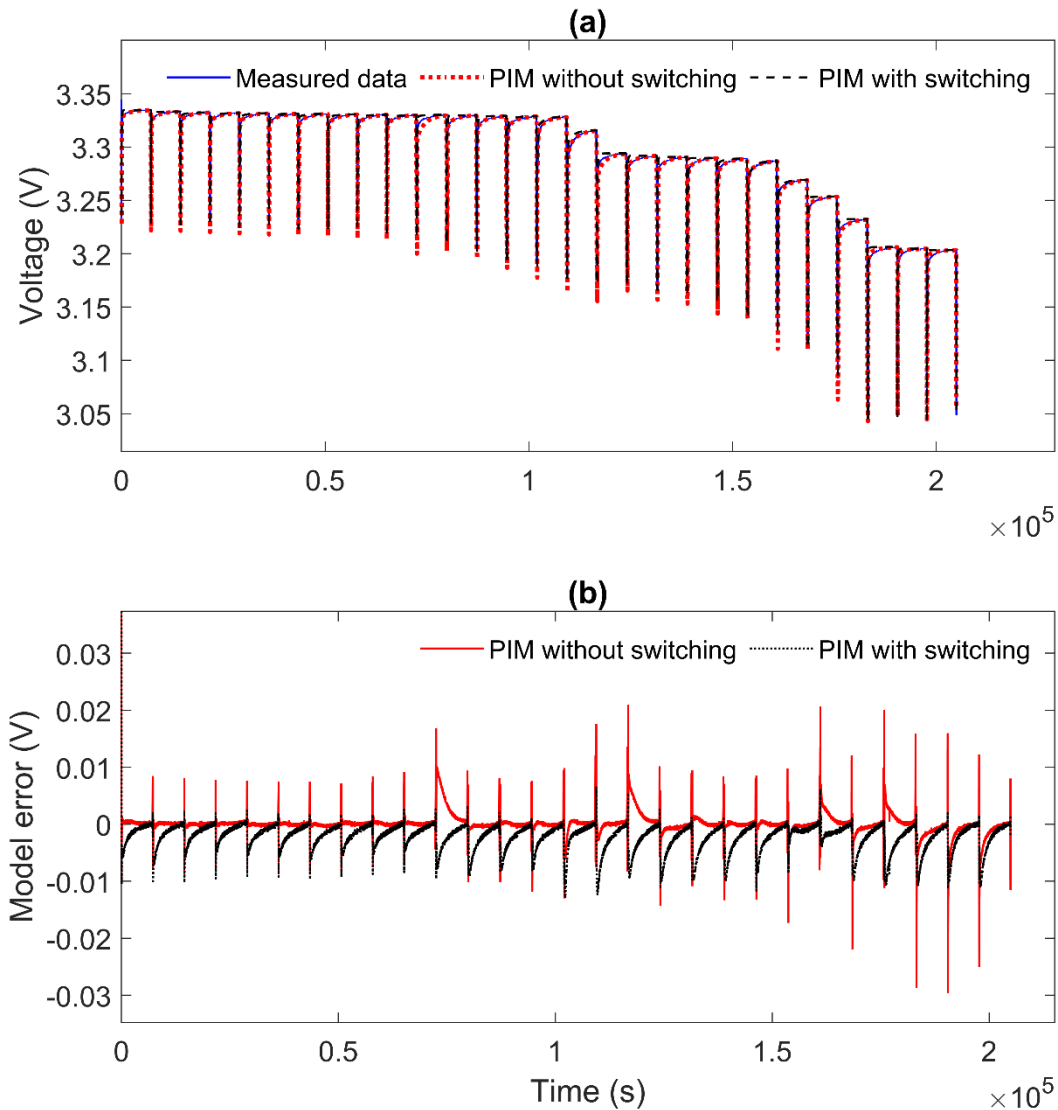 (a)
Measured data PIM without switching PIM with switching
Voltage (V)
3.35
3.3
3.25
3.2
3.15
3.1
3.05
0 0.5 1 1.5 2
×10^5
(b)
PIM without switching PIM with switching
Model error (V)
0.03
0.02
0.01
0
-0.01
-0.02
-0.03
0 0.5 1 1.5 2
Time (s)
×10^5